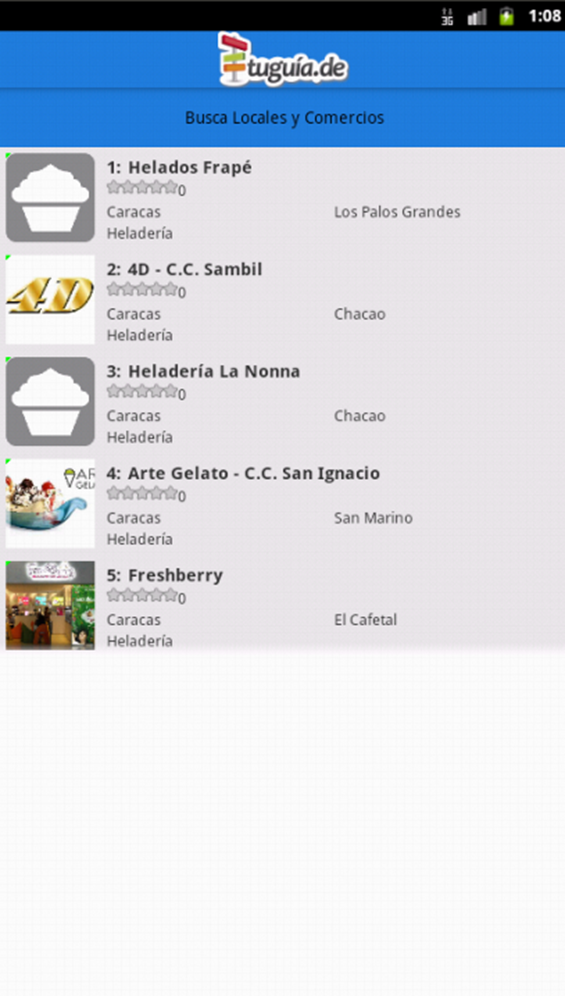 3G 1:08
tuguía.de
Busca Locales y Comercios
1: Helados Frapé
0
Caracas Los Palos Grandes
Heladería
2: 4D - C.C. Sambil
4D
0
Caracas Chacao
Heladería
3: Heladería La Nonna
0
Caracas Chacao
Heladería
4: Arte Gelato - C.C. San Ignacio
0
Caracas San Marino
Heladería
5: Freshberry
0
Caracas El Cafetal
Heladería